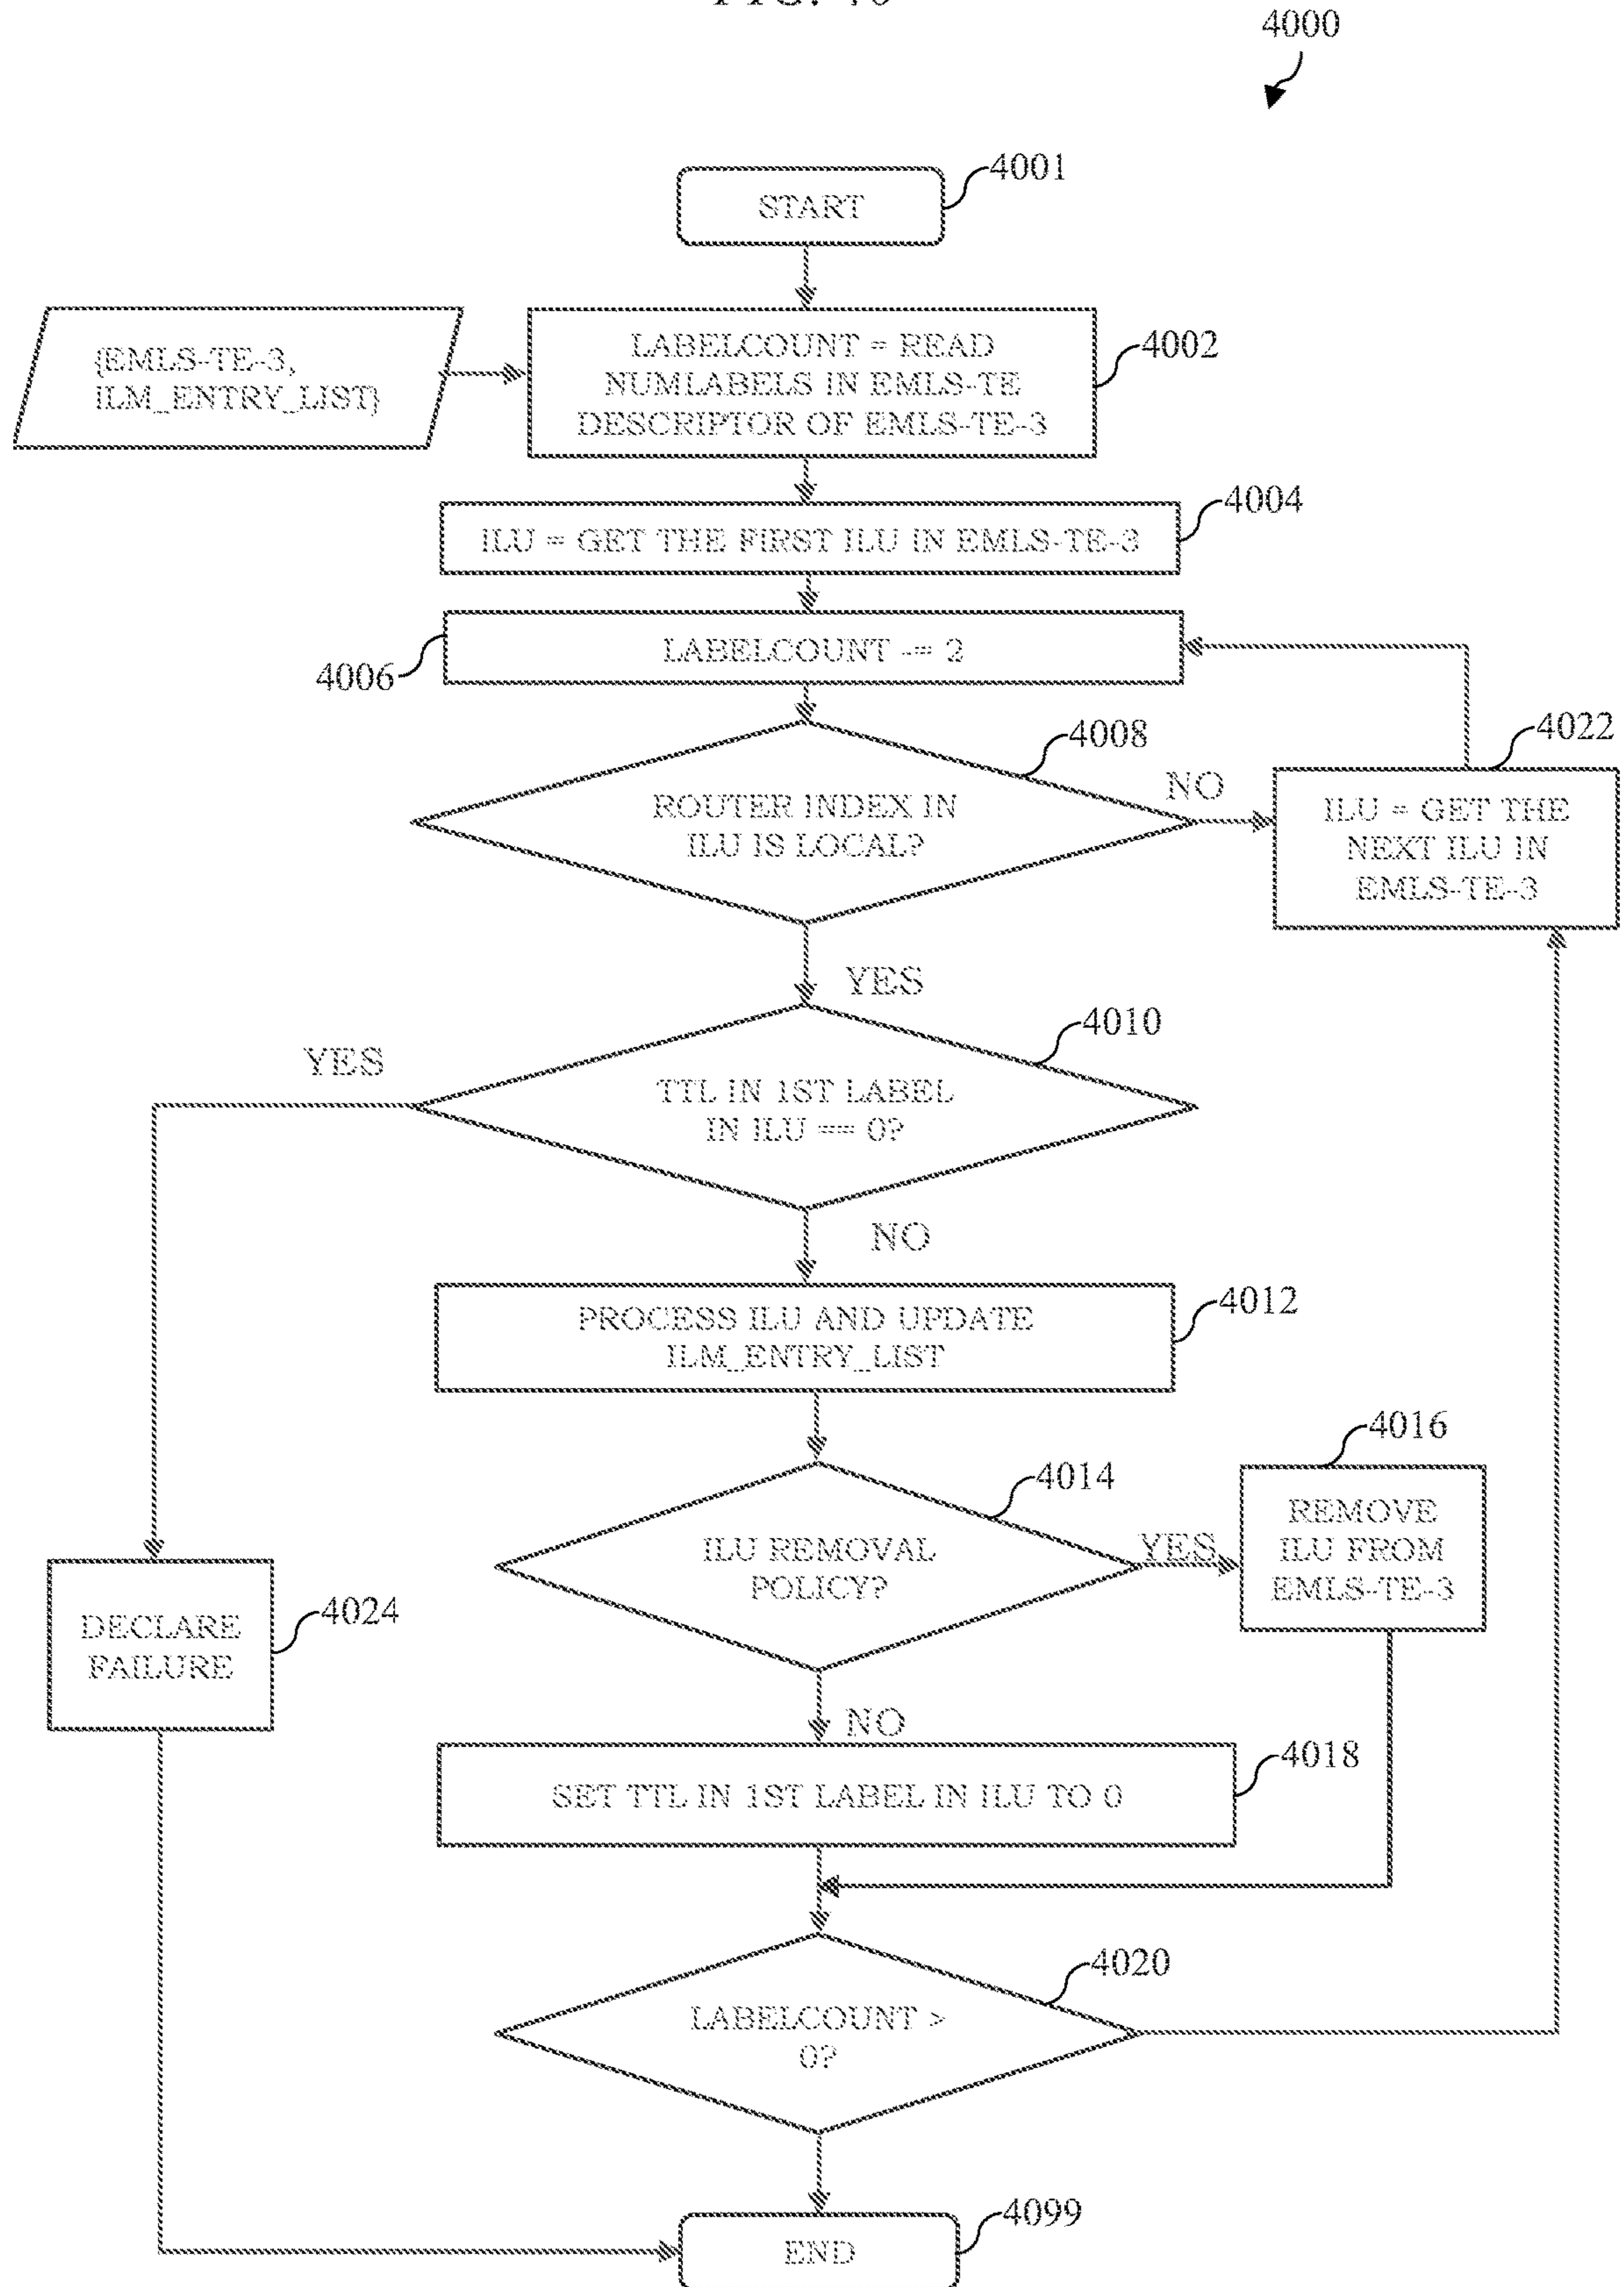 4000
4001
START
{EMLS-TE-3,
ILM_ENTRY_LIST}
LABELCOUNT = READ
NUMLABELS IN EMLS-TE
DESCRIPTOR OF EMLS-TE-3
4002
4004
ILU = GET THE FIRST ILU IN EMLS-TE-3
LABELCOUNT -= 2
4006
4008
ROUTER INDEX IN
ILU IS LOCAL?
NO
4022
ILU = GET THE
NEXT ILU IN
EMLS-TE-3
YES
4010
YES
TTL IN 1ST LABEL
IN ILU == 0?
NO
PROCESS ILU AND UPDATE
ILM_ENTRY_LIST
4012
4014
ILU REMOVAL
POLICY?
YES
4016
REMOVE
ILU FROM
EMLS-TE-3
DECLARE
FAILURE
4024
NO
SET TTL IN 1ST LABEL IN ILU TO 0
4018
4020
LABELCOUNT >
0?
4099
END